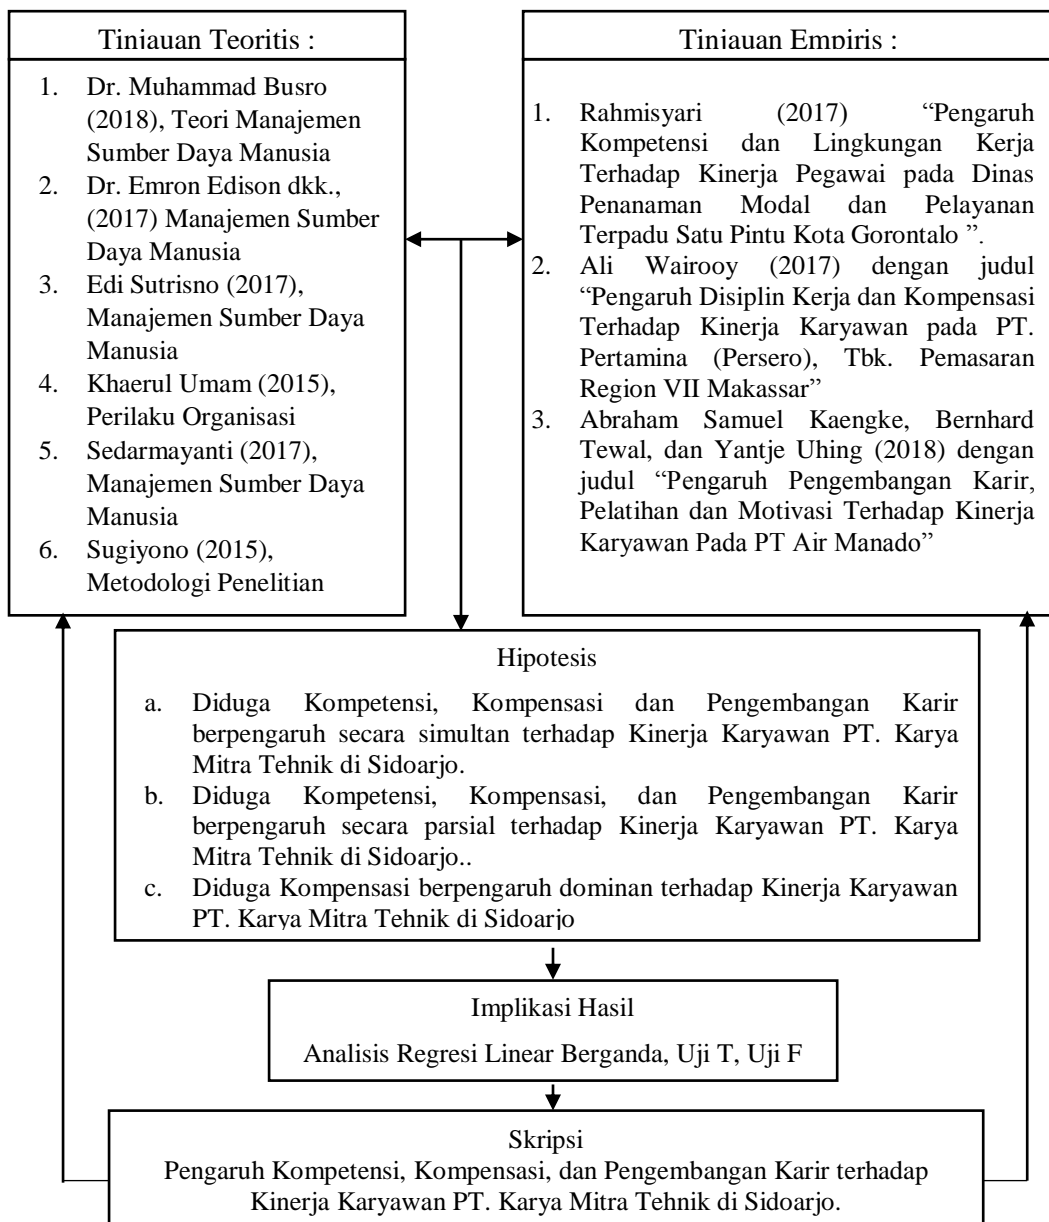 Tinjauan Teoritis :
1. Dr. Muhammad Busro
(2018), Teori Manajemen
Sumber Daya Manusia
2. Dr. Emron Edison dkk.,
(2017) Manajemen Sumber
Daya Manusia
3. Edi Sutrisno (2017),
Manajemen Sumber Daya
Manusia
4. Khaerul Umam (2015),
Perilaku Organisasi
5. Sedarmayanti (2017),
Manajemen Sumber Daya
Manusia
6. Sugiyono (2015),
Metodologi Penelitian
Tinjauan Empiris :
1. Rahmisyari (2017) “Pengaruh
Kompetensi dan Lingkungan Kerja
Terhadap Kinerja Pegawai pada Dinas
Penanaman Modal dan Pelayanan
Terpadu Satu Pintu Kota Gorontalo ”.
2. Ali Wairooy (2017) dengan judul
“Pengaruh Disiplin Kerja dan Kompensasi
Terhadap Kinerja Karyawan pada PT.
Pertamina (Persero), Tbk. Pemasaran
Region VII Makassar”
3. Abraham Samuel Kaengke, Bernhard
Tewal, dan Yantje Uhing (2018) dengan
judul “Pengaruh Pengembangan Karir,
Pelatihan dan Motivasi Terhadap Kinerja
Karyawan Pada PT Air Manado”
Hipotesis
a. Diduga Kompetensi, Kompensasi dan Pengembangan Karir
berpengaruh secara simultan terhadap Kinerja Karyawan PT. Karya
Mitra Tehnik di Sidoarjo.
b. Diduga Kompetensi, Kompensasi, dan Pengembangan Karir
berpengaruh secara parsial terhadap Kinerja Karyawan PT. Karya
Mitra Tehnik di Sidoarjo..
c. Diduga Kompensasi berpengaruh dominan terhadap Kinerja Karyawan
PT. Karya Mitra Tehnik di Sidoarjo
Implikasi Hasil
Analisis Regresi Linear Berganda, Uji T, Uji F
Skripsi
Pengaruh Kompetensi, Kompensasi, dan Pengembangan Karir terhadap
Kinerja Karyawan PT. Karya Mitra Tehnik di Sidoarjo.